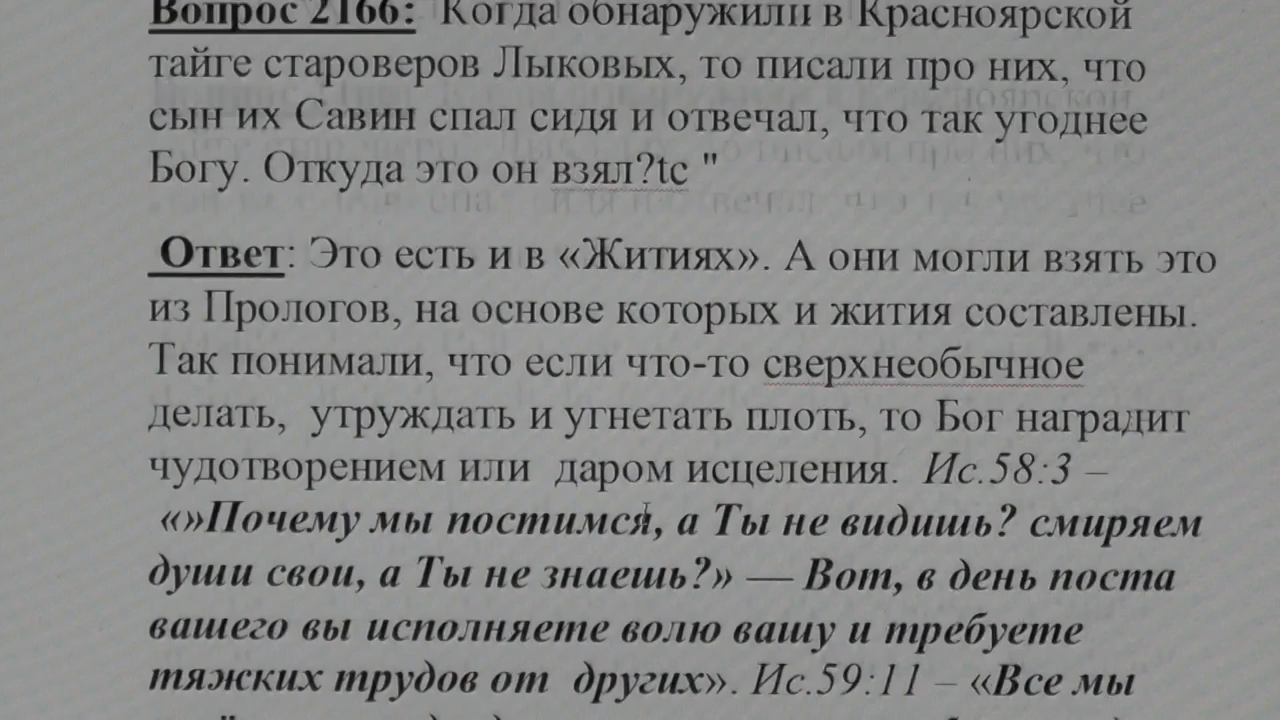 Вопрос 2166: Когда обнаружили в Красноярской
тайге староверов Лыковых, то писали про них, что
сын их Савин спал сидя и отвечал, что так угоднее
Богу. Откуда это он взял?tc "
Ответ: Это есть и в «Житиях». А они могли взять это
из Прологов, на основе которых и жития составлены.
Так понимали, что если что-то сверхнеобычное
делать, утруждать и угнетать плоть, то Бог наградит
чудотворением или даром исцеления. Ис.58:3 –
«»Почему мы постимся, а Ты не видишь? смиряем
души свои, а Ты не знаешь?» — Вот, в день поста
вашего вы исполняете волю вашу и требуете
тяжких трудов от других». Ис.59:11 – «Все мы